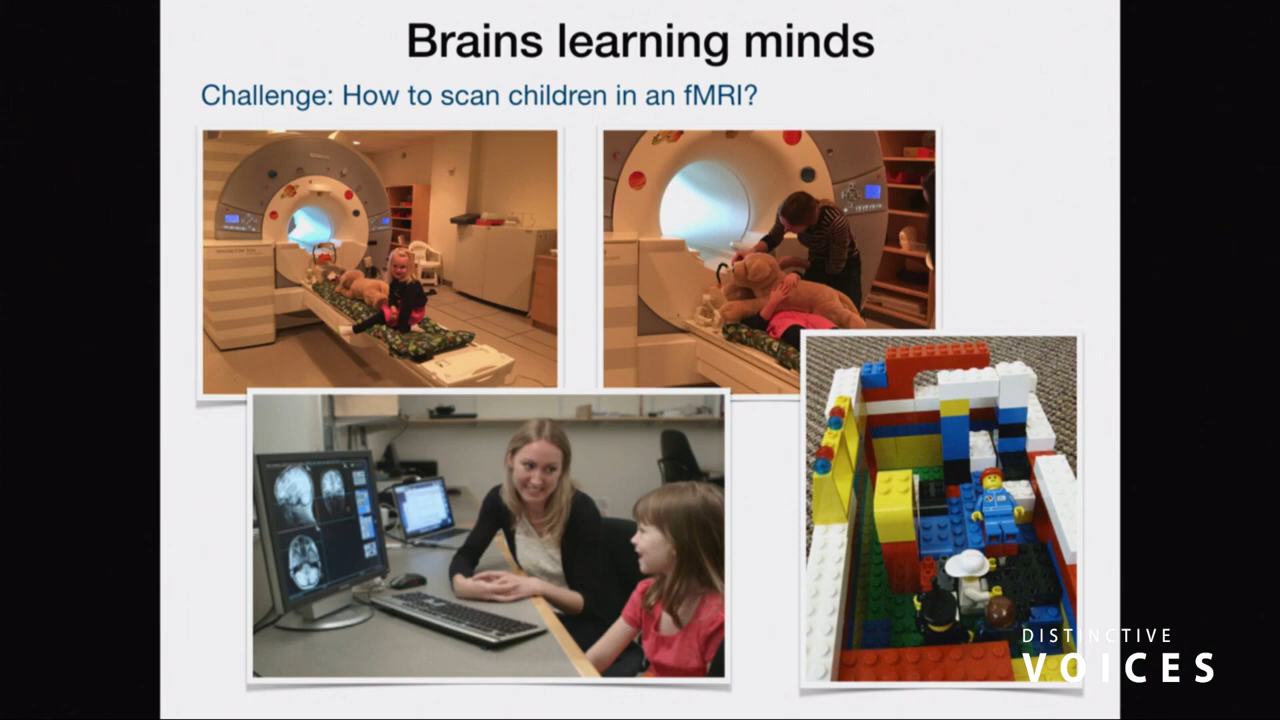 Brains learning minds
Challenge: How to scan children in an fMRI?
DISTINCTIVE
VOICES